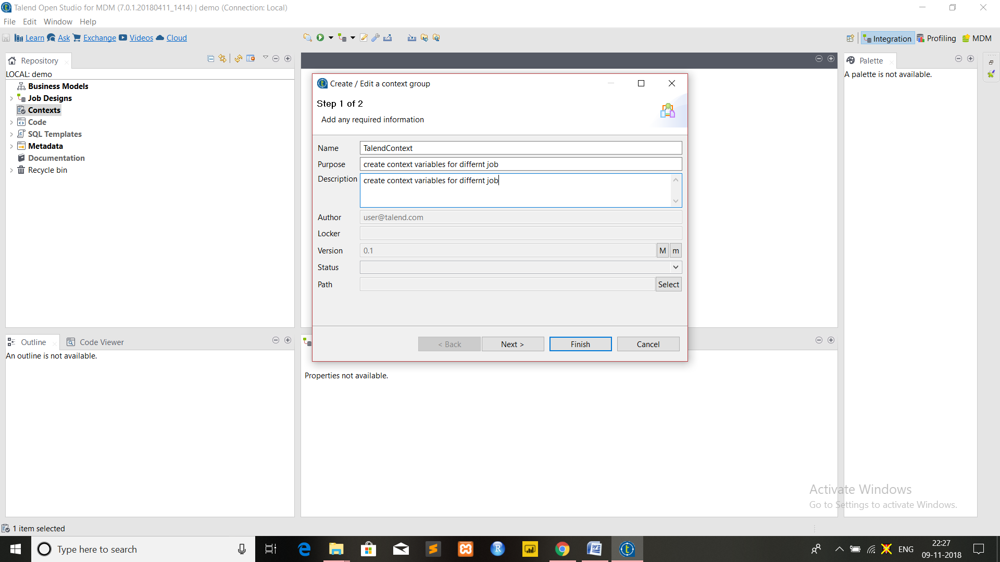 Talend Open Studio for MDM (7.0.1.20180411_1414) | demo (Connection: Local)
File Edit Window Help
Learn Ask Exchange Videos Cloud
Integration Profiling MDM
Repository
LOCAL: demo
Business Models
Job Designs
Contexts
Code
SQL Templates
Metadata
Documentation
Recycle bin
Create / Edit a context group
Step 1 of 2
Add any required information
Name TalendContext
Purpose create context variables for differnt job
Description create context variables for differnt job
Author user@talend.com
Locker
Version 0.1 M m
Status
Path Select
< Back Next > Finish Cancel
Palette
A palette is not available.
Outline Code Viewer
An outline is not available.
Properties not available.
Activate Windows
Go to Settings to activate Windows.
1 item selected
Type here to search
ENG
22:27
09-11-2018